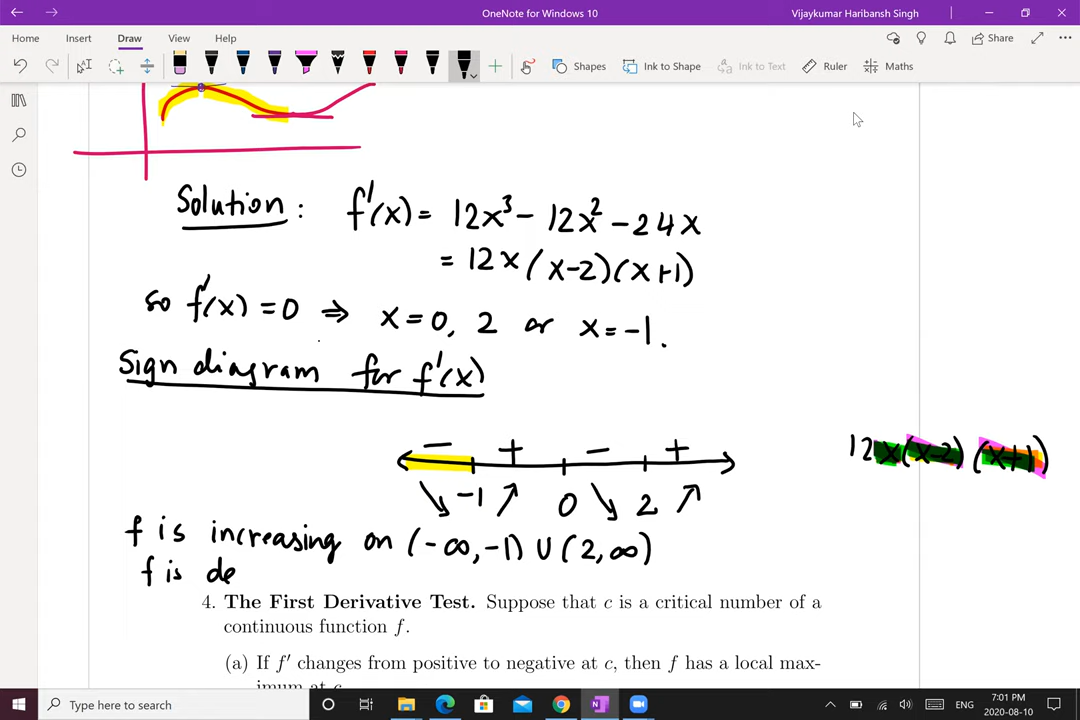 OneNote for Windows 10
Vijaykumar Haribansh Singh
Home Insert Draw View Help
Share
Shapes Ink to Shape Ink to Text Ruler Maths
Solution : f'(x) = 12x³ - 12x² - 24x
= 12x (x-2)(x+1)
so f'(x) = 0 ⇒ x = 0, 2 or x = -1.
Sign diagram for f'(x)
12x(x-2)(x+1)
- + - +
↘ -1 ↗ 0 ↘ 2 ↗
f is increasing on (-∞, -1) ∪ (2, ∞)
f is de
4. The First Derivative Test. Suppose that c is a critical number of a
continuous function f.
(a) If f′ changes from positive to negative at c, then f has a local max-
imum at c.
Type here to search
ENG
7:01 PM
2020-08-10